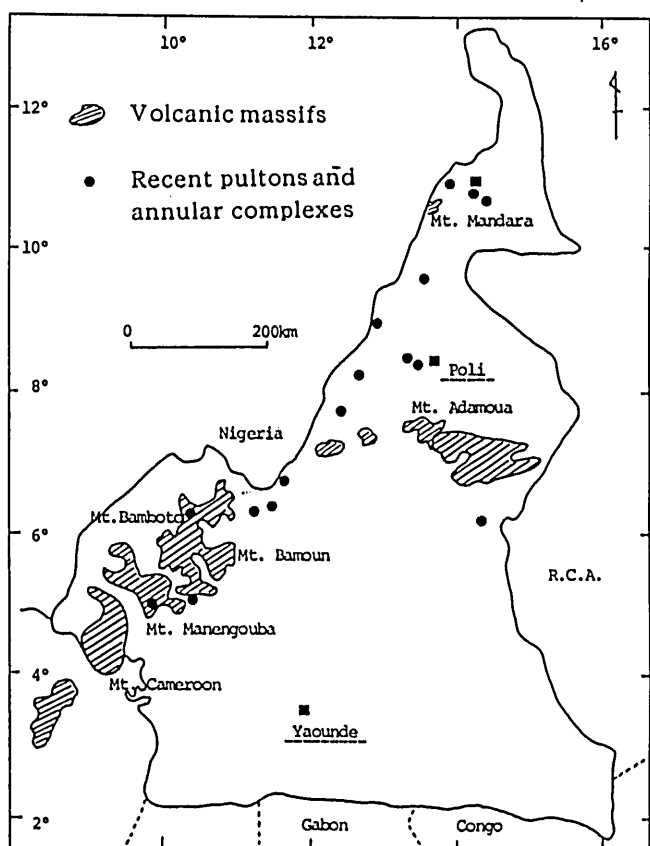 10° 12° 14° 16°
12°
Volcanic massifs
Recent pultons and
annular complexes
Mt. Mandara
10°
0 200km
Poli
8°
Mt. Adamoua
Nigeria
Mt.Bamboto
6°
Mt. Bamoun
R.C.A.
Mt. Manengouba
4°
Mt. Cameroon
Yaounde
2°
Gabon Congo